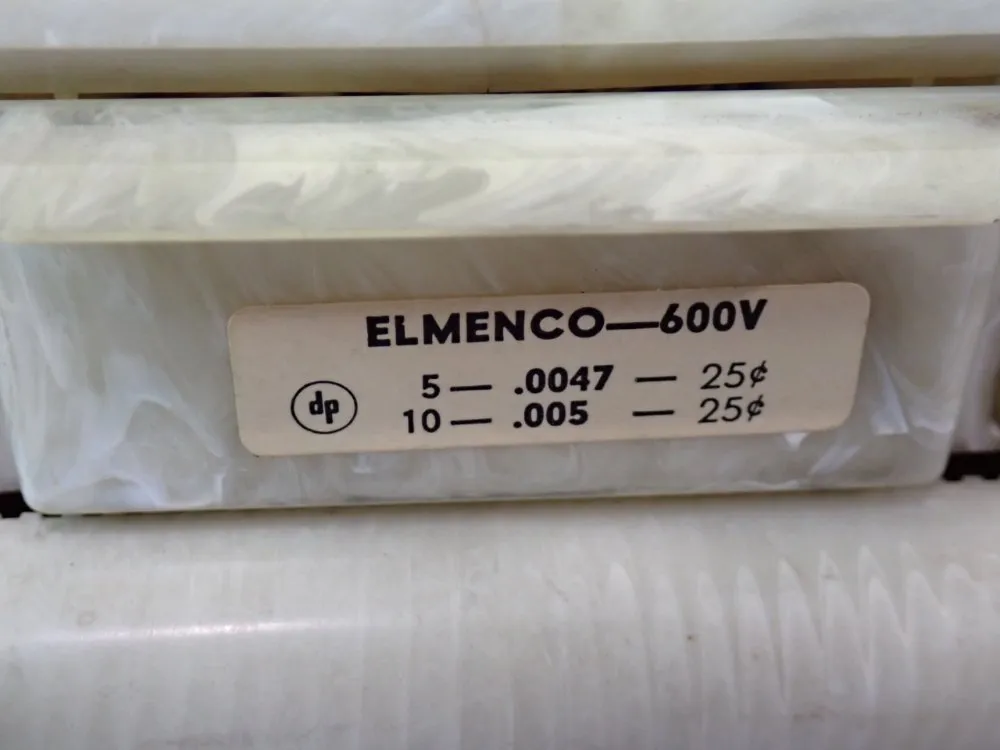 ELMENCO—600V
dp
5 — .0047 — 25¢
10 — .005 — 25¢